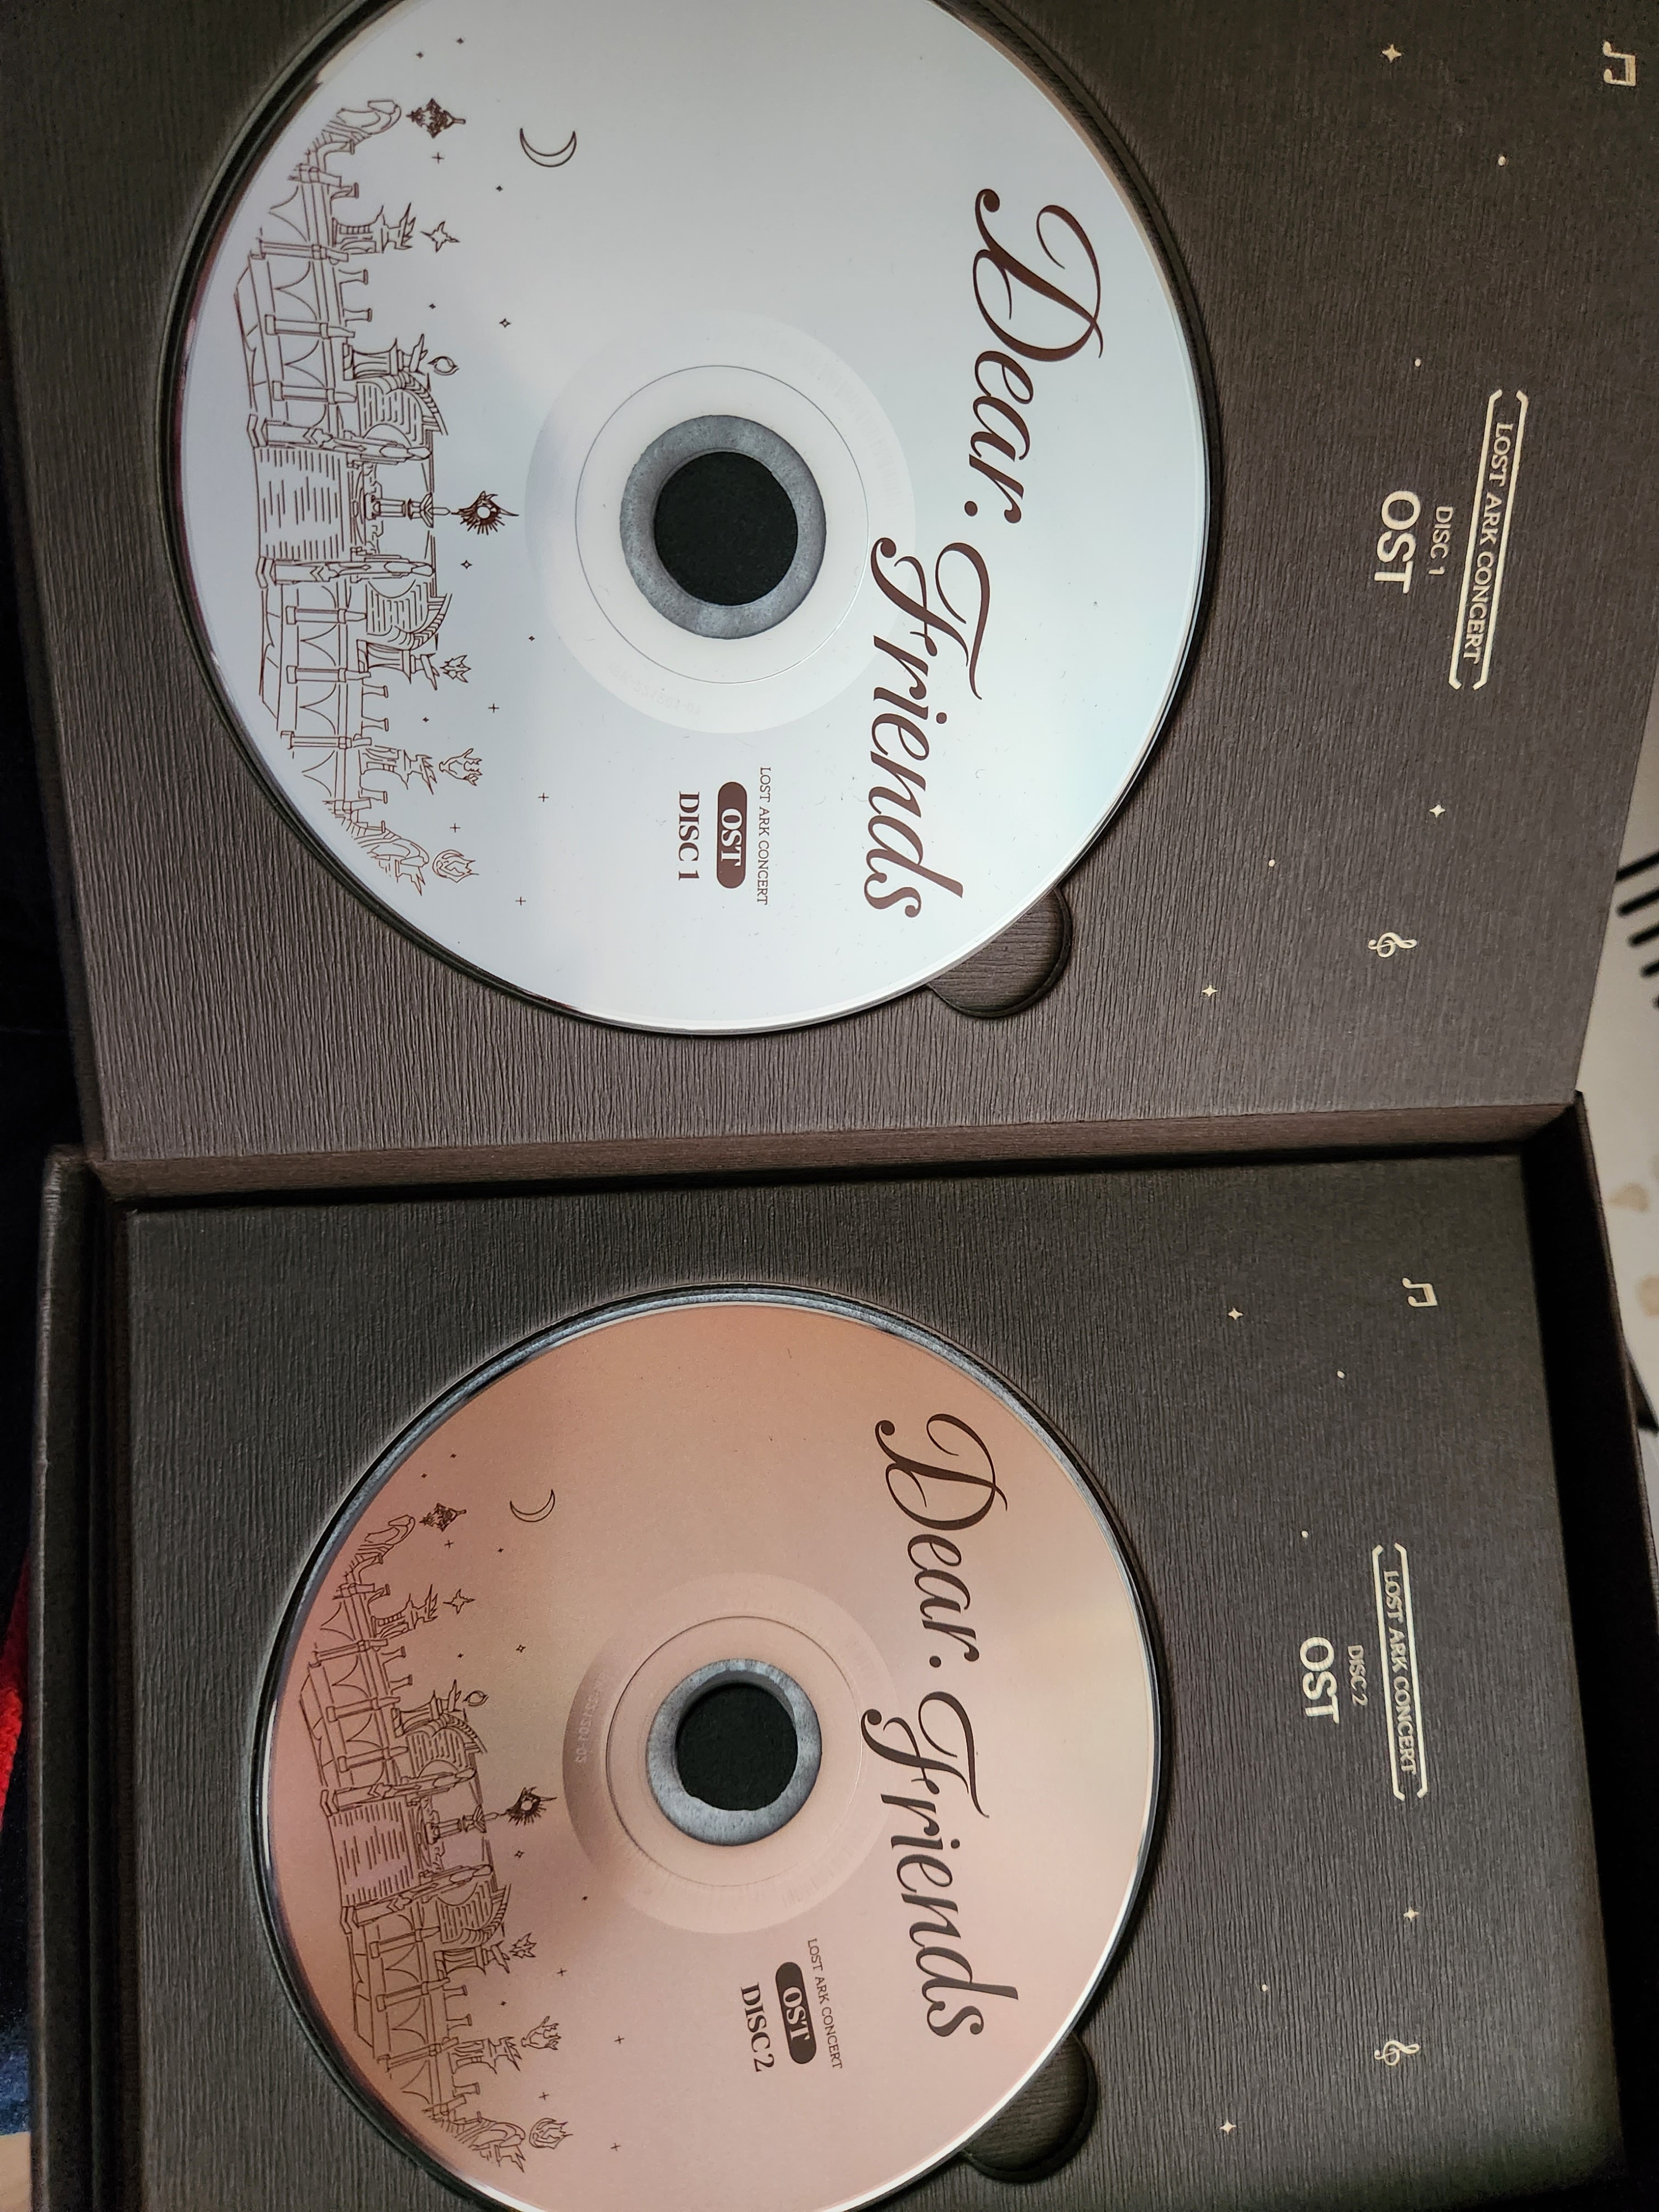 LOST ARK CONCERT
DISC 1
OST
Dear. Friends
LOST ARK CONCERT
OST
DISC 1
LOST ARK CONCERT
DISC 2
OST
Dear. Friends
LOST ARK CONCERT
OST
DISC 2